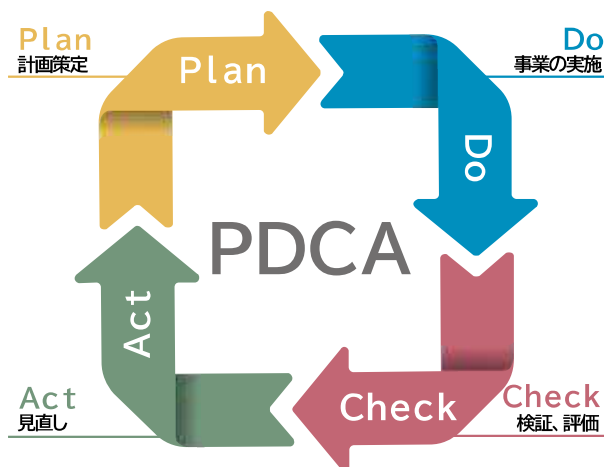 Plan
計画策定
Do
事業の実施
Plan
Do
PDCA
Act
Check
Act
見直し
Check
検証、評価